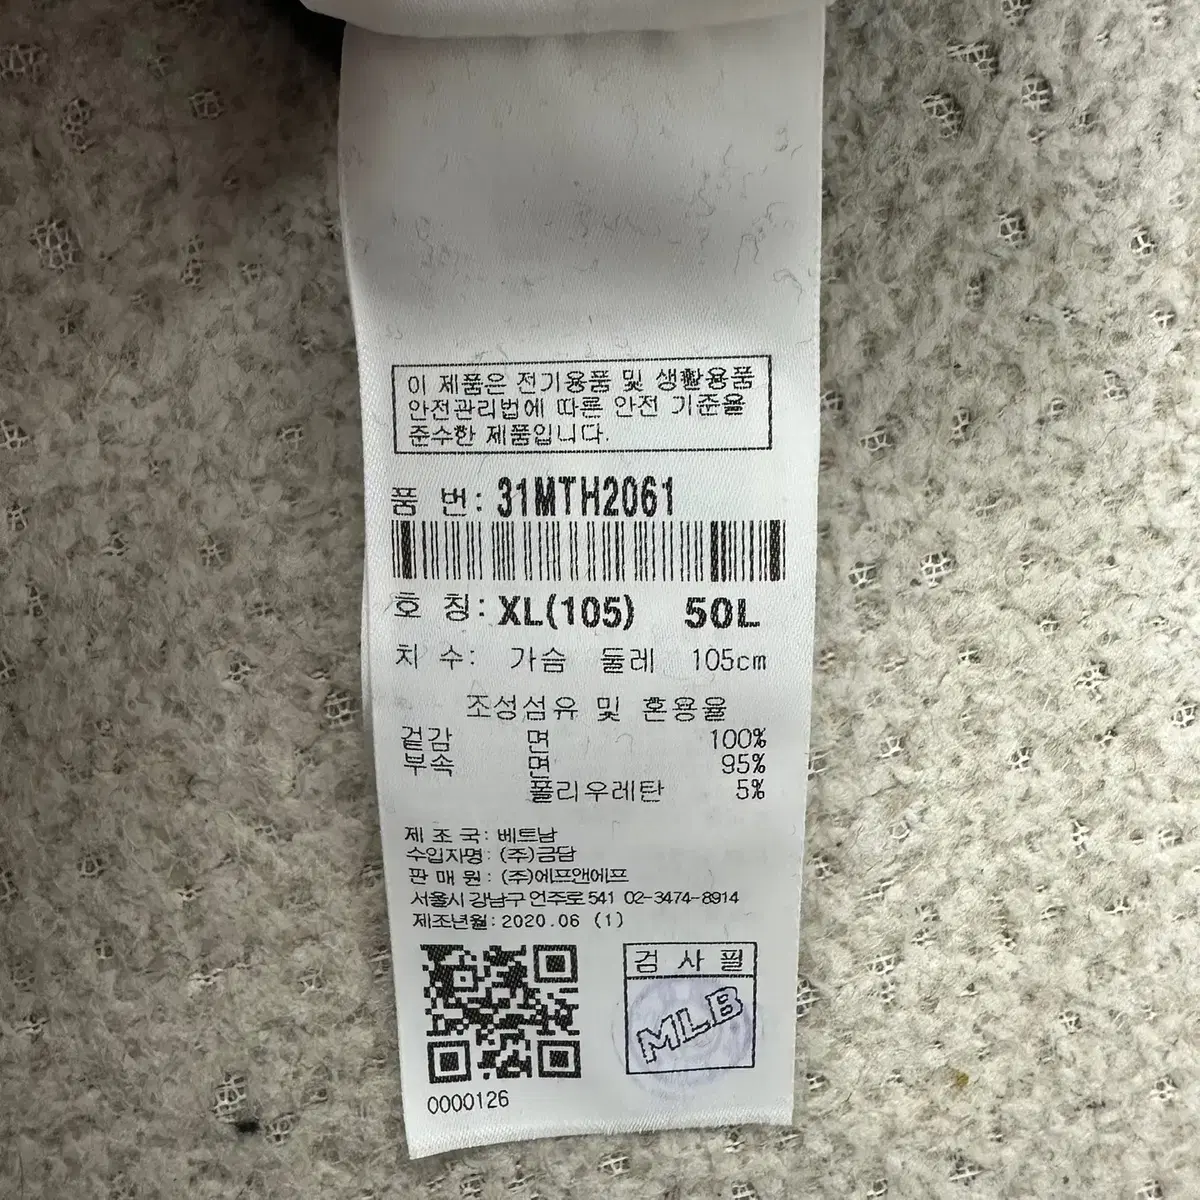 이 제품은 전기용품 및 생활용품
안전관리법에 따른 안전 기준을
준수한 제품입니다.
품 번: 31MTH2061
호 칭: XL(105) 50L
치 수: 가슴 둘레 105cm
조성섬유 및 혼용율
겉감 면 100%
부속 면 95%
폴리우레탄 5%
제 조 국: 베트남
수입자명: (주)금담
판 매 원: (주)에프앤에프
서울시 강남구 언주로 541 02-3474-8914
제조년월: 2020.06 (1)
검 사 필
MLB
0000126